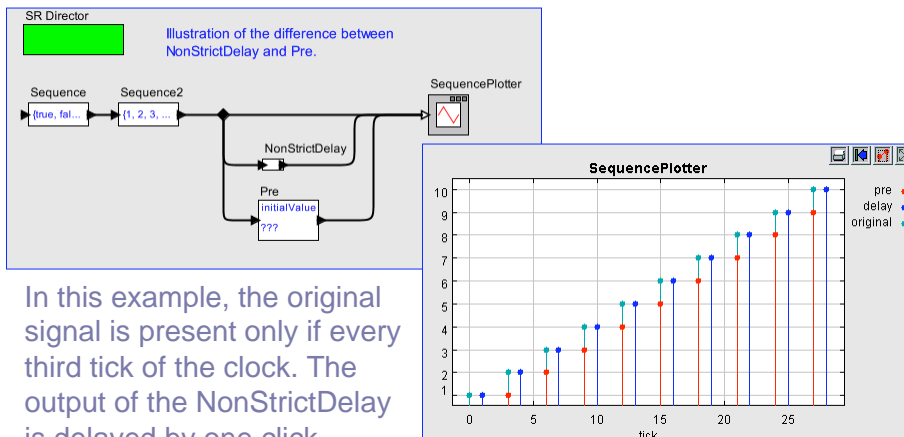 SR Director
Illustration of the difference between
NonStrictDelay and Pre.
Sequence
Sequence2
SequencePlotter
{true, fal...
{1, 2, 3, ...
NonStrictDelay
Pre
initialValue
???
SequencePlotter
pre
delay
original
10
9
8
7
6
5
4
3
2
1
0 5 10 15 20 25
tick
In this example, the original
signal is present only if every
third tick of the clock. The
output of the NonStrictDelay
is delayed by one click